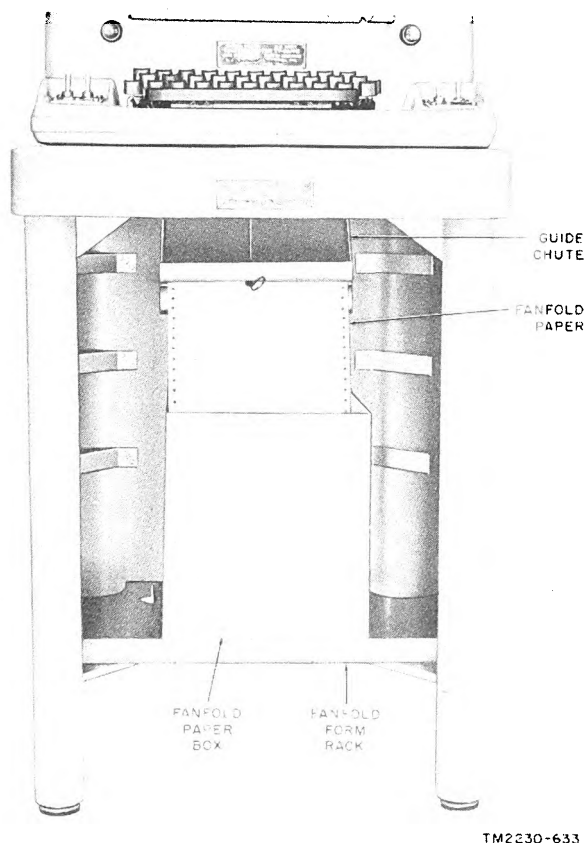 GUIDE
CHUTE
FANFOLD
PAPER
FANFOLD
PAPER
BOX
FANFOLD
FORM
RACK
TM2230-633